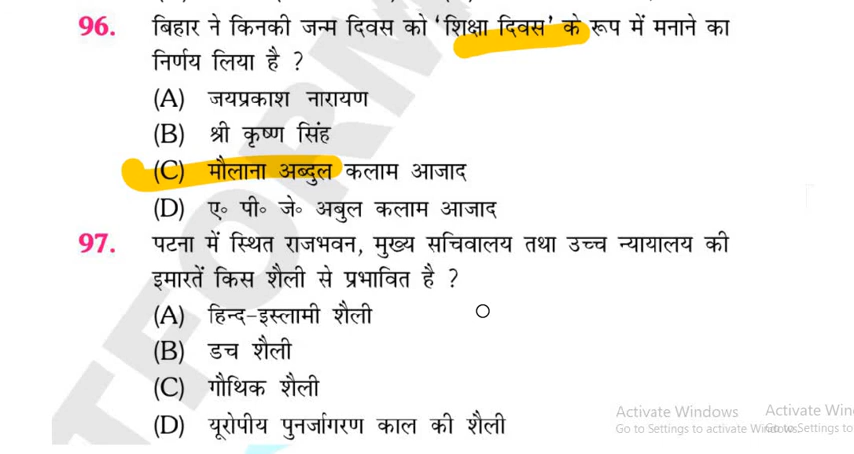 96. बिहार ने किनकी जन्म दिवस को ‘शिक्षा दिवस’ के रूप में मनाने का
निर्णय लिया है ?
(A) जयप्रकाश नारायण
(B) श्री कृष्ण सिंह
(C) मौलाना अब्दुल कलाम आजाद
(D) ए॰ पी॰ जे॰ अबुल कलाम आजाद
97. पटना में स्थित राजभवन, मुख्य सचिवालय तथा उच्च न्यायालय की
इमारतें किस शैली से प्रभावित है ?
(A) हिन्द-इस्लामी शैली
(B) डच शैली
(C) गौथिक शैली
(D) यूरोपीय पुनर्जागरण काल की शैली
TFORM
Activate Windows
Go to Settings to activate Windows.
Activate Win
Go to Settings to